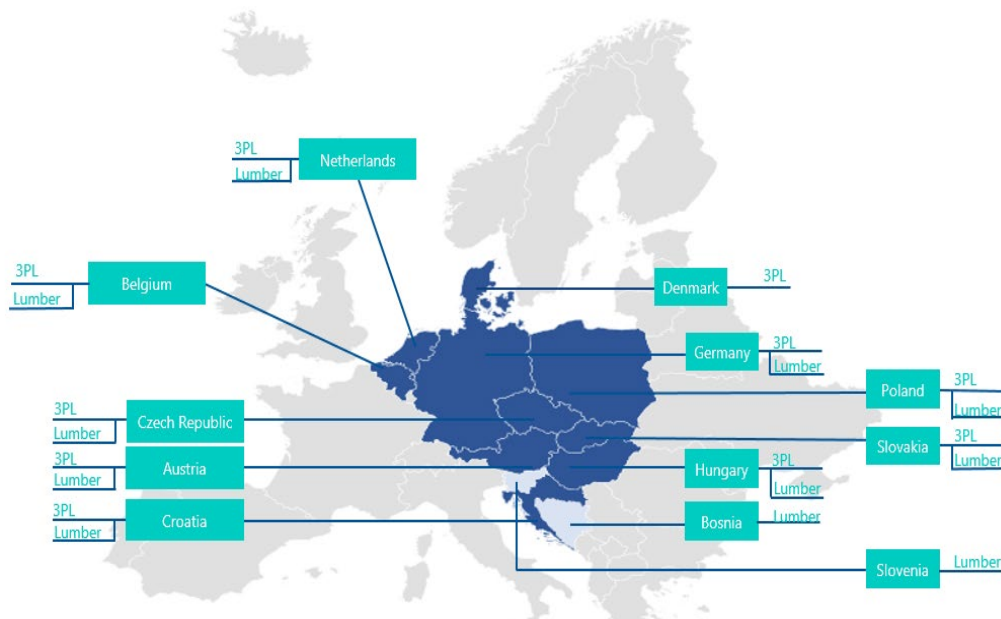 3PL
Lumber
Netherlands
3PL
Lumber
Belgium
Denmark
3PL
Germany
3PL
Lumber
Poland
3PL
Lumber
3PL
Lumber
Czech Republic
Slovakia
3PL
Lumber
3PL
Lumber
Austria
Hungary
3PL
Lumber
3PL
Lumber
Croatia
Bosnia
Lumber
Slovenia
Lumber